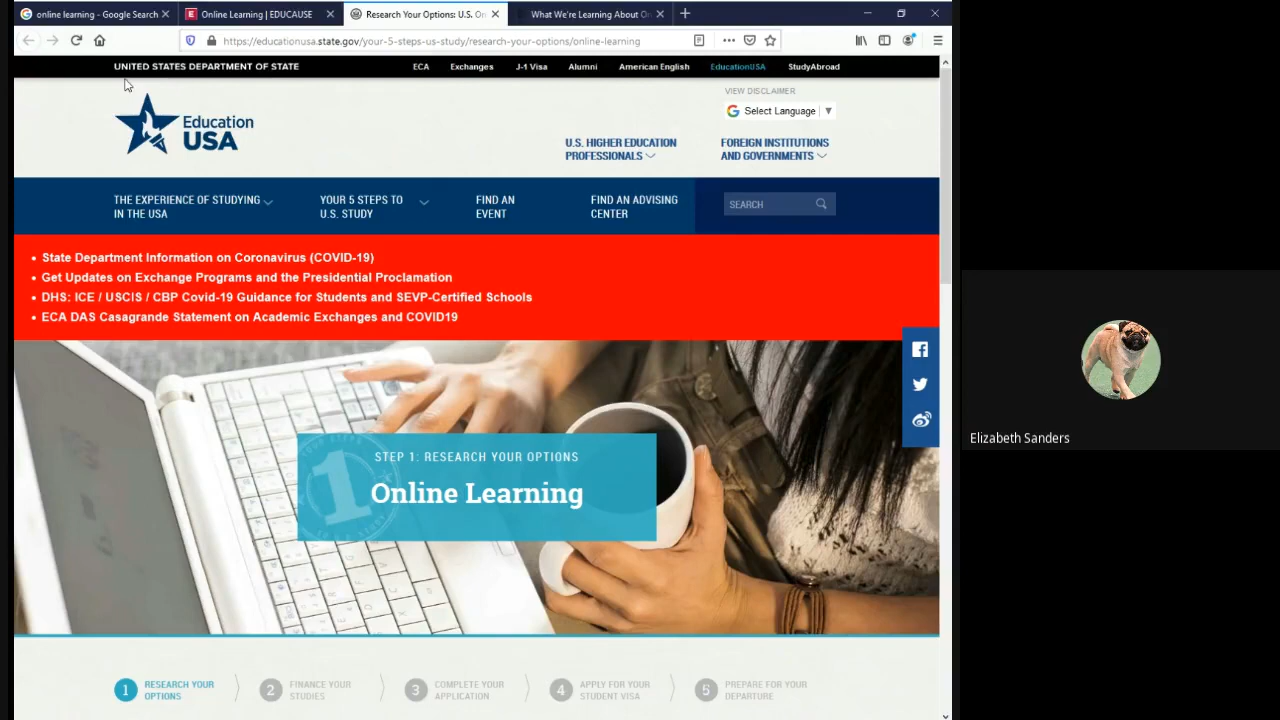 online learning - Google Search
Online Learning | EDUCAUSE
Research Your Options: U.S. On
What We're Learning About On
https://educationusa.state.gov/your-5-steps-us-study/research-your-options/online-learning
UNITED STATES DEPARTMENT OF STATE
ECA Exchanges J-1 Visa Alumni American English EducationUSA StudyAbroad
VIEW DISCLAIMER
G Select Language ▼
Education
USA
U.S. HIGHER EDUCATION
PROFESSIONALS
FOREIGN INSTITUTIONS
AND GOVERNMENTS
THE EXPERIENCE OF STUDYING
IN THE USA
YOUR 5 STEPS TO
U.S. STUDY
FIND AN
EVENT
FIND AN ADVISING
CENTER
SEARCH
• State Department Information on Coronavirus (COVID-19)
• Get Updates on Exchange Programs and the Presidential Proclamation
• DHS: ICE / USCIS / CBP Covid-19 Guidance for Students and SEVP-Certified Schools
• ECA DAS Casagrande Statement on Academic Exchanges and COVID19
STEP 1: RESEARCH YOUR OPTIONS
Online Learning
1 RESEARCH YOUR
OPTIONS
2 FINANCE YOUR
STUDIES
3 COMPLETE YOUR
APPLICATION
4 APPLY FOR YOUR
STUDENT VISA
5 PREPARE FOR YOUR
DEPARTURE
Elizabeth Sanders